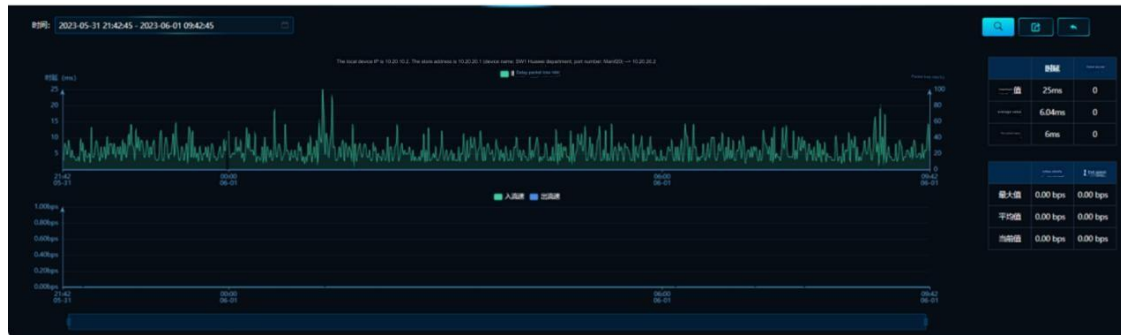 时间: 2023-05-31 21:42:45 - 2023-06-01 09:42:45
The local device IP is 10.20.10.2, The store address is 10.20.20.1 (device name: SW1 Huawei department, port number: Meth0/0) --> 10.20.20.2
时延 (ms)
25
20
15
10
5
100
80
60
40
20
0
21:42
05-31
00:00
06-01
06:00
06-01
09:42
06-01
入流速 出流速
1.00bps
0.80bps
0.60bps
0.40bps
0.20bps
0.00bps
21:42
05-31
00:00
06-01
06:00
06-01
09:42
06-01
时延
值 25ms 0
6.04ms 0
6ms 0
最大值 0.00 bps 0.00 bps
平均值 0.00 bps 0.00 bps
当前值 0.00 bps 0.00 bps